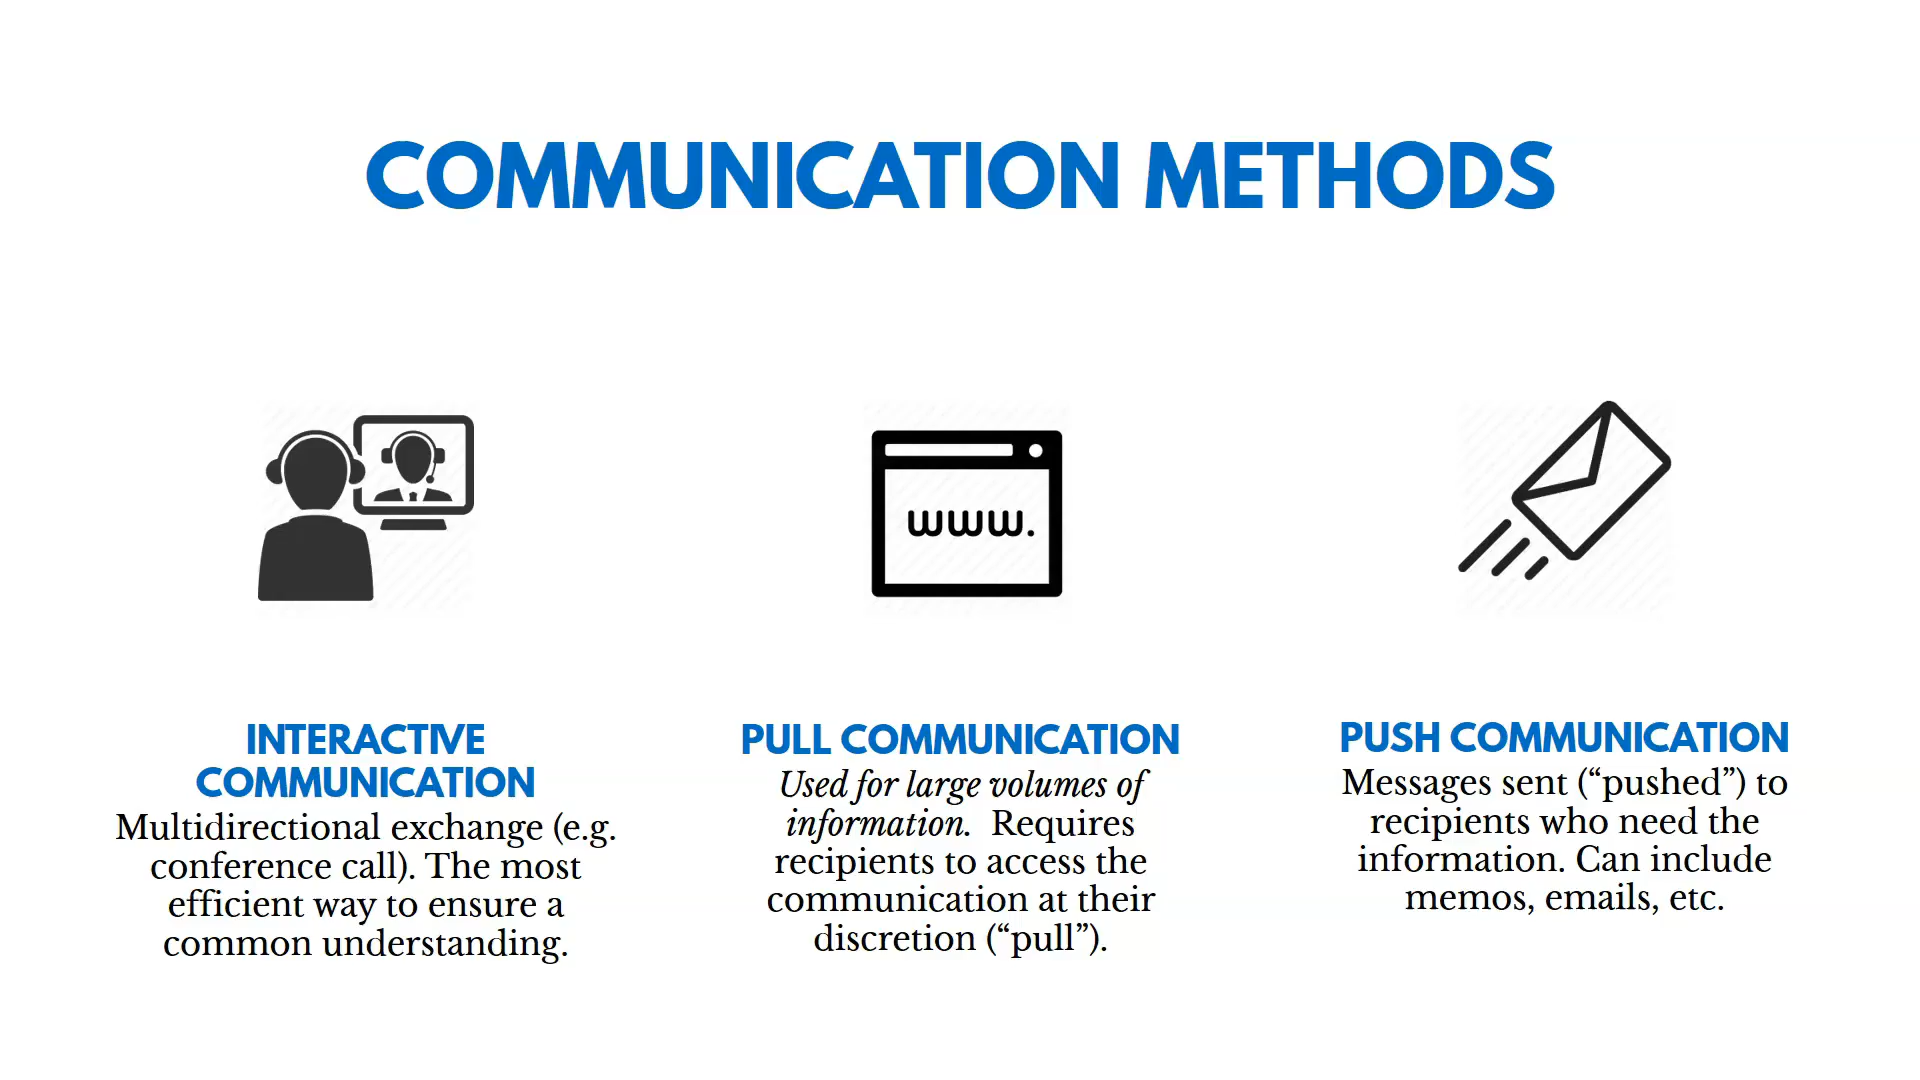 COMMUNICATION METHODS
www.
INTERACTIVE
COMMUNICATION
Multidirectional exchange (e.g.
conference call). The most
efficient way to ensure a
common understanding.
PULL COMMUNICATION
Used for large volumes of
information. Requires
recipients to access the
communication at their
discretion (“pull”).
PUSH COMMUNICATION
Messages sent (“pushed”) to
recipients who need the
information. Can include
memos, emails, etc.